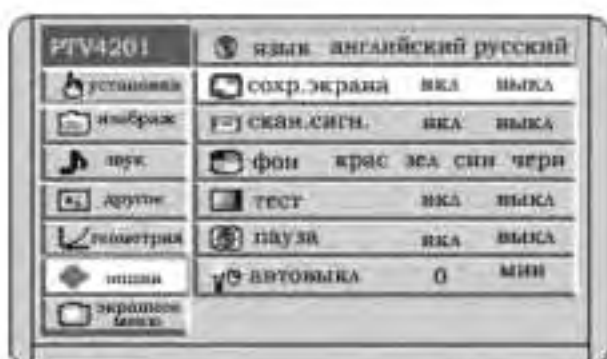 PTV4201
язык английский русский
установка
сохр.экрана вкл выкл
изображ
скан.сигн. вкл выкл
звук
фон крас зел син черн
другое
тест вкл выкл
геометрия
пауза вкл выкл
опции
автовыкл 0 мин
экранное меню